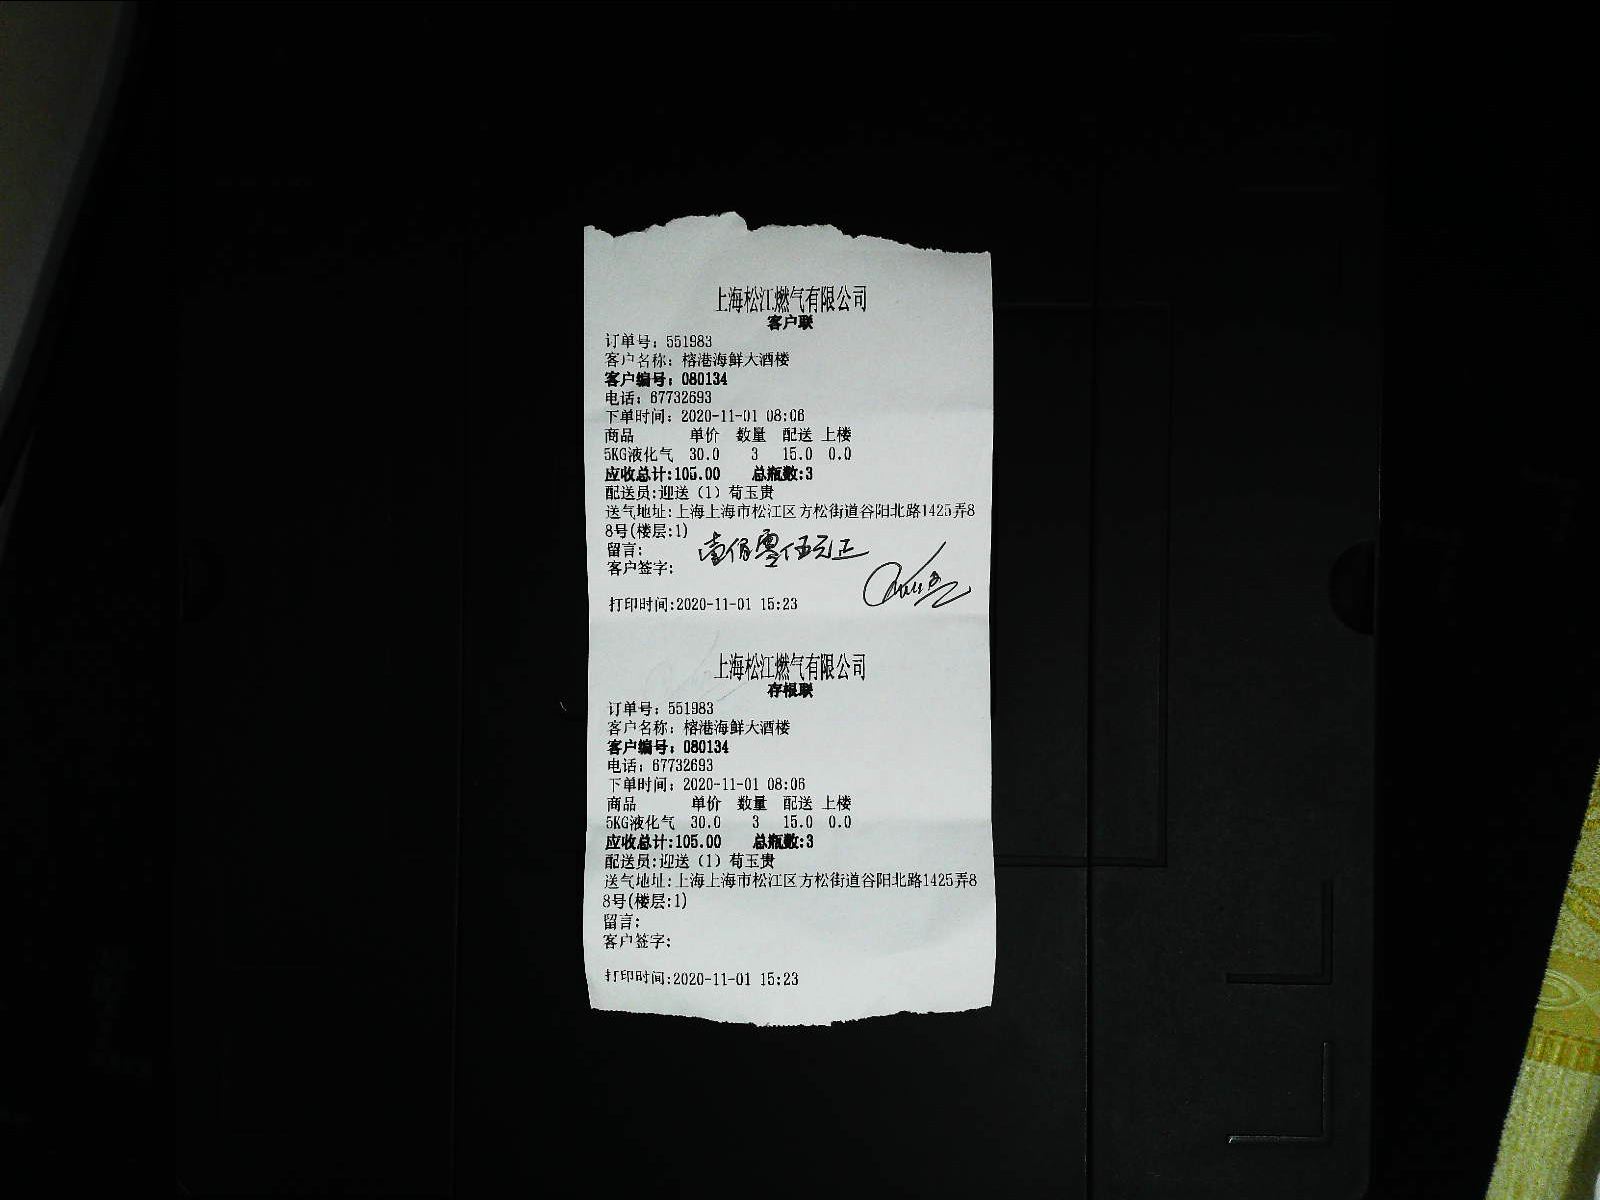 上海松江燃气有限公司
客户联
订单号：551983
客户名称：榕港海鲜大酒楼
客户编号：080134
电话：67732693
下单时间：2020-11-01 08:06
商品 单价 数量 配送 上楼
5KG液化气 30.0 3 15.0 0.0
应收总计:105.00 总瓶数:3
配送员:迎送（1）荀玉贵
送气地址:上海上海市松江区方松街道谷阳北路1425弄8
8号(楼层:1)
留言:
壹佰零伍元正
客户签字:
打印时间:2020-11-01 15:23
上海松江燃气有限公司
存根联
订单号：551983
客户名称：榕港海鲜大酒楼
客户编号：080134
电话：67732693
下单时间：2020-11-01 08:06
商品 单价 数量 配送 上楼
5KG液化气 30.0 3 15.0 0.0
应收总计:105.00 总瓶数:3
配送员:迎送（1）荀玉贵
送气地址:上海上海市松江区方松街道谷阳北路1425弄8
8号(楼层:1)
留言:
客户签字:
打印时间:2020-11-01 15:23